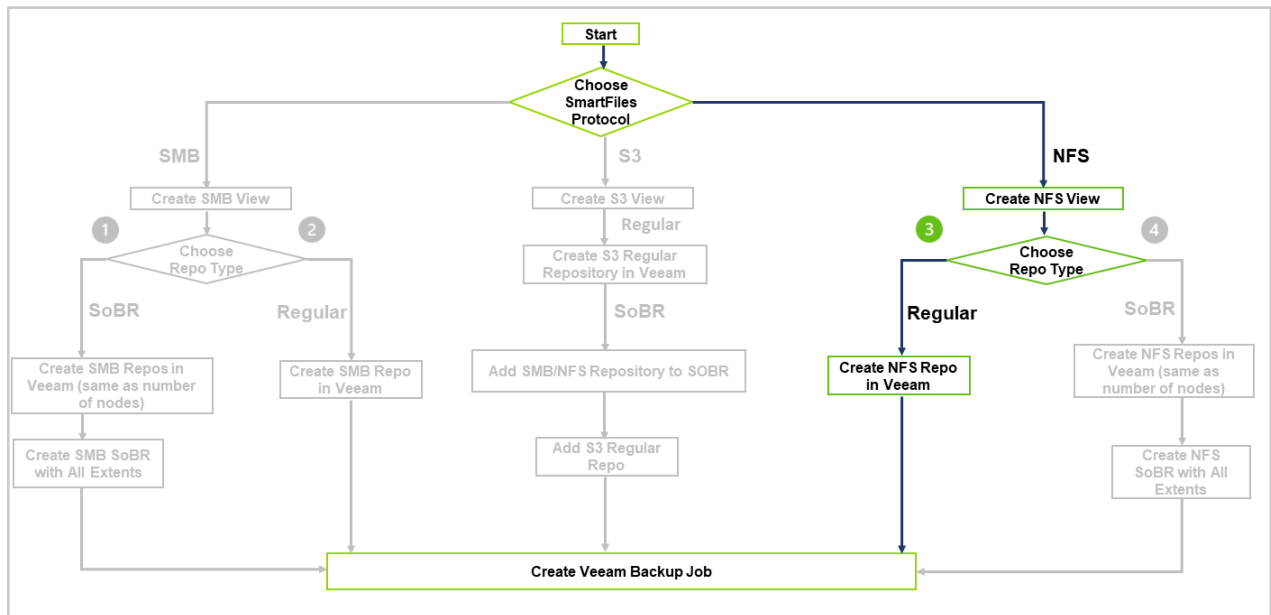 Start
Choose
SmartFiles
Protocol
SMB
S3
NFS
Create SMB View
Create S3 View
Create NFS View
1
2
Regular
3
4
Choose
Repo Type
Create S3 Regular
Repository in Veeam
Choose
Repo Type
SoBR
Regular
SoBR
Regular
SoBR
Create SMB Repos in
Veeam (same as number
of nodes)
Create SMB Repo
in Veeam
Add SMB/NFS Repository to SOBR
Create NFS Repo
in Veeam
Create NFS Repos in
Veeam (same as
number of nodes)
Create SMB SoBR
with All Extents
Add S3 Regular
Repo
Create NFS
SoBR with All
Extents
Create Veeam Backup Job